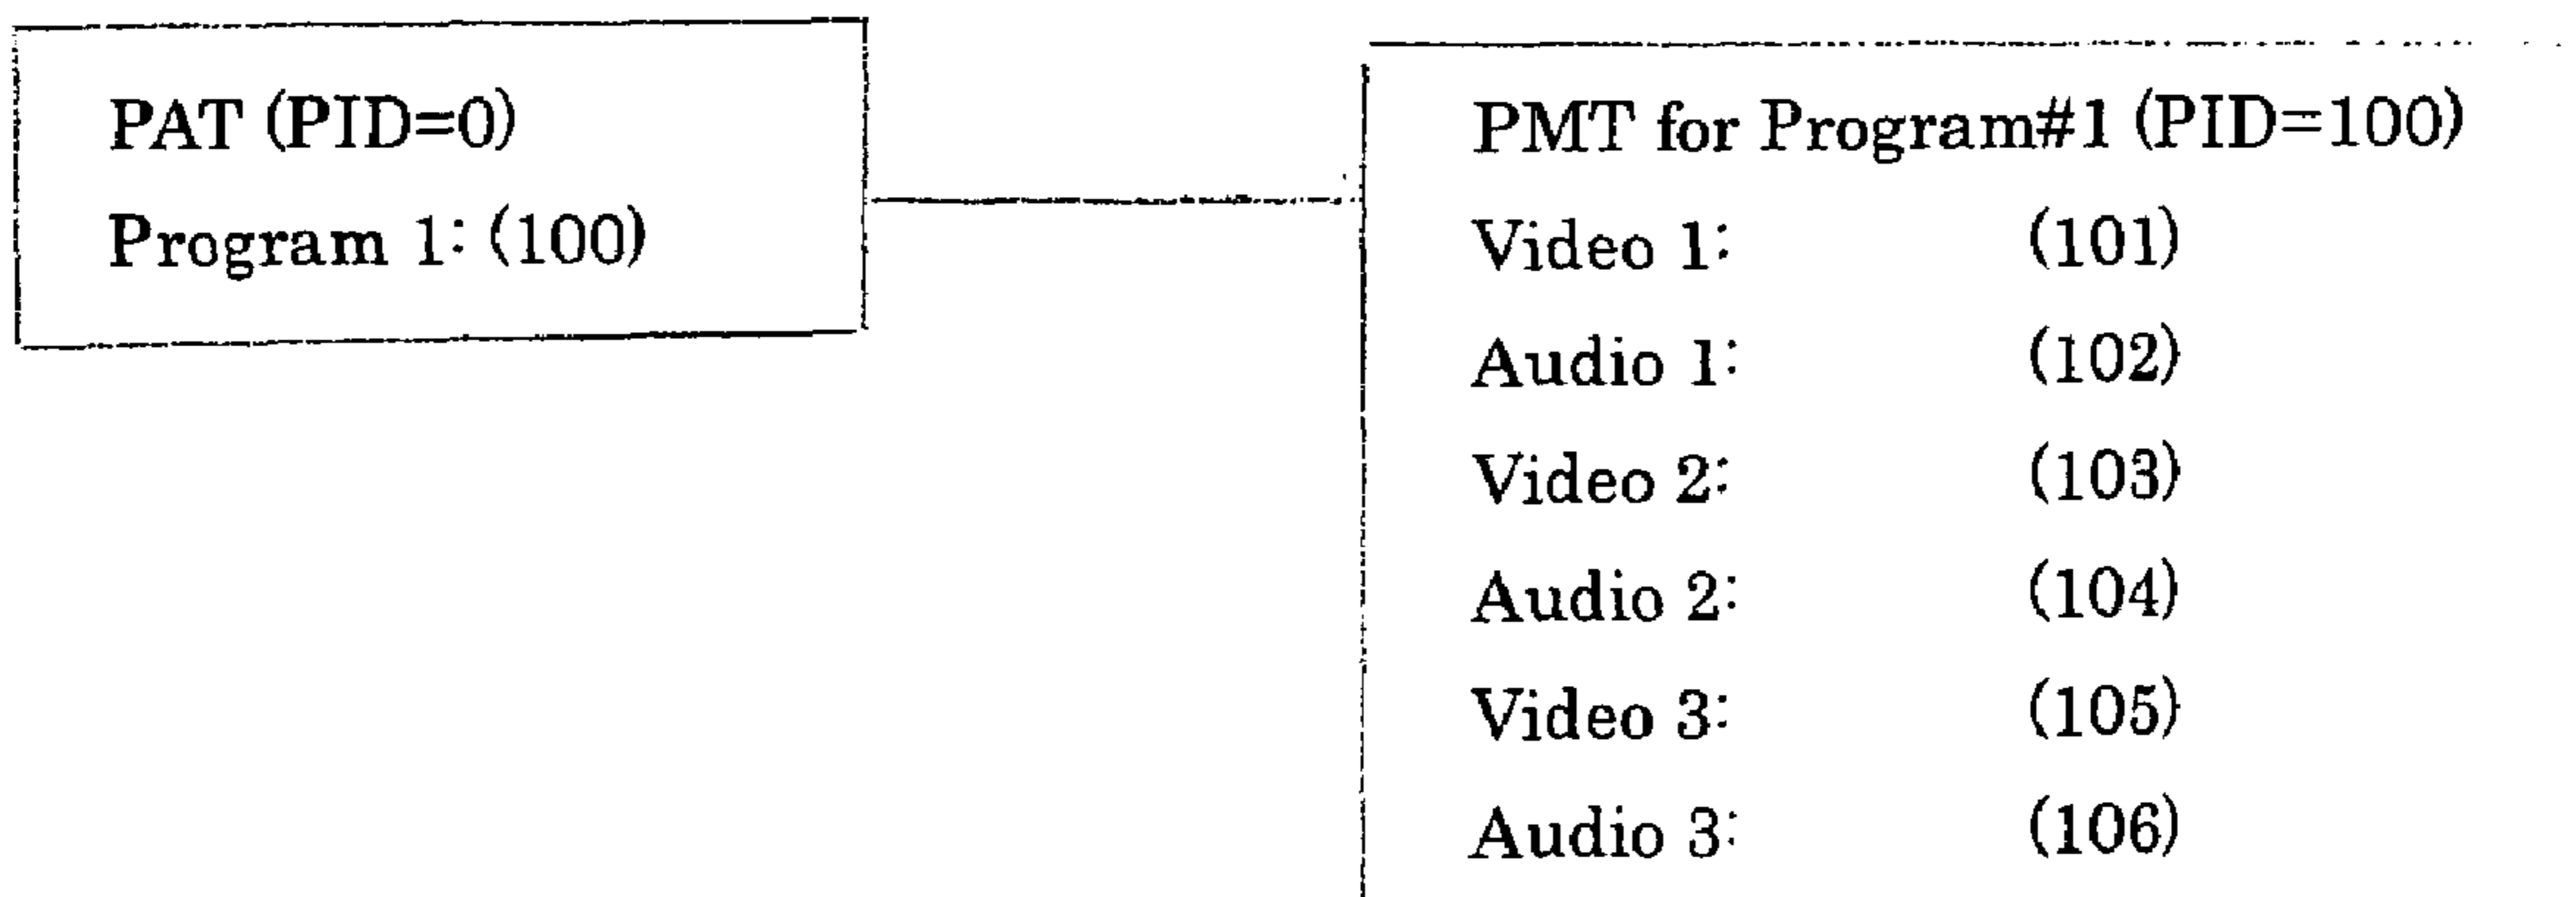 PAT (PID=0)
Program 1: (100)
PMT for Program#1 (PID=100)
Video 1: (101)
Audio 1: (102)
Video 2: (103)
Audio 2: (104)
Video 3: (105)
Audio 3: (106)